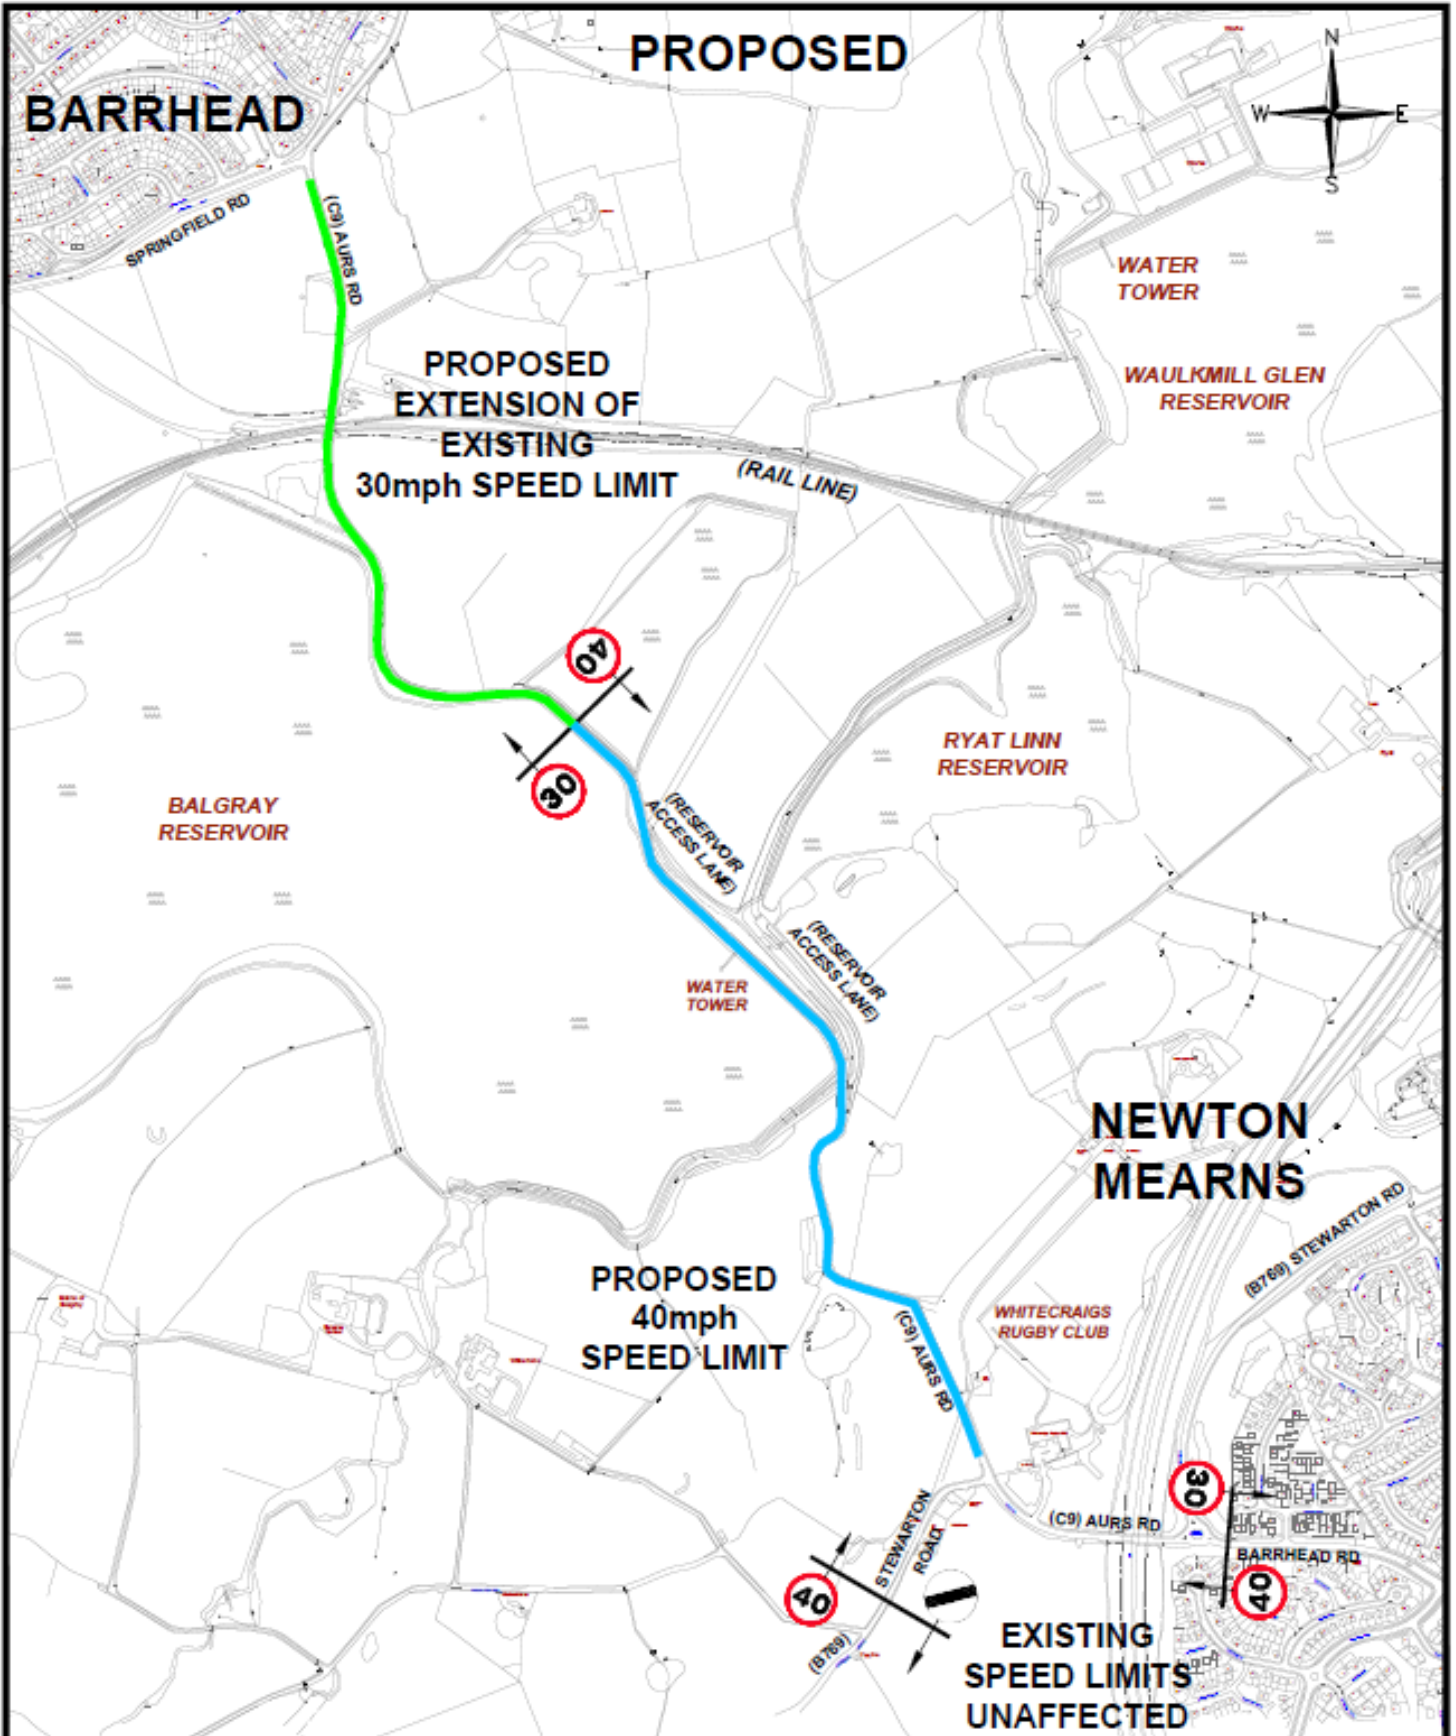 PROPOSED
BARRHEAD
N
W
E
S
SPRINGFIELD RD
(C9) AURS RD
WATER
TOWER
PROPOSED
EXTENSION OF
EXISTING
30mph SPEED LIMIT
WAULKMILL GLEN
RESERVOIR
(RAIL LINE)
40
30
RYAT LINN
RESERVOIR
BALGRAY
RESERVOIR
(RESERVOIR
ACCESS LANE)
(RESERVOIR
ACCESS LANE)
WATER
TOWER
NEWTON
MEARNS
(B769) STEWARTON RD
PROPOSED
40mph
SPEED LIMIT
(C9) AURS RD
WHITECRAIGS
RUGBY CLUB
30
(C9) AURS RD
BARRHEAD RD
40
STEWARTON
ROAD
40
(B769)
EXISTING
SPEED LIMITS
UNAFFECTED